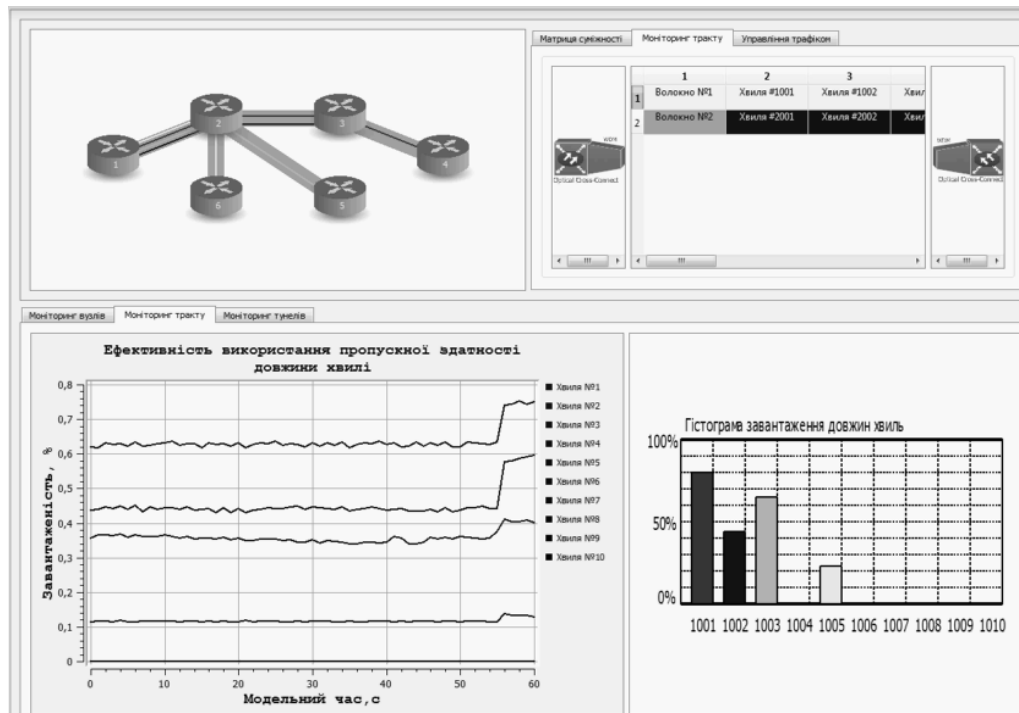 1
2
3
4
5
6
Матриця суміжності
Моніторинг тракту
Управління трафіком
1 2 3
1 Волокно №1 Хвиля #1001 Хвиля #1002 Хвил
2 Волокно №2 Хвиля #2001 Хвиля #2002 Хви
WDM
Optical Cross-Connect
WDM
Optical Cross-Connect
Моніторинг вузлів
Моніторинг тракту
Моніторинг тунелів
Ефективність використання пропускної здатності
довжини хвилі
Завантаженість, %
0,8
0,7
0,6
0,5
0,4
0,3
0,2
0,1
0
0 10 20 30 40 50 60
Модельний час,с
Хвиля №1
Хвиля №2
Хвиля №3
Хвиля №4
Хвиля №5
Хвиля №6
Хвиля №7
Хвиля №8
Хвиля №9
Хвиля №10
Гістограма завантаження довжин хвиль
100%
50%
0%
1001 1002 1003 1004 1005 1006 1007 1008 1009 1010